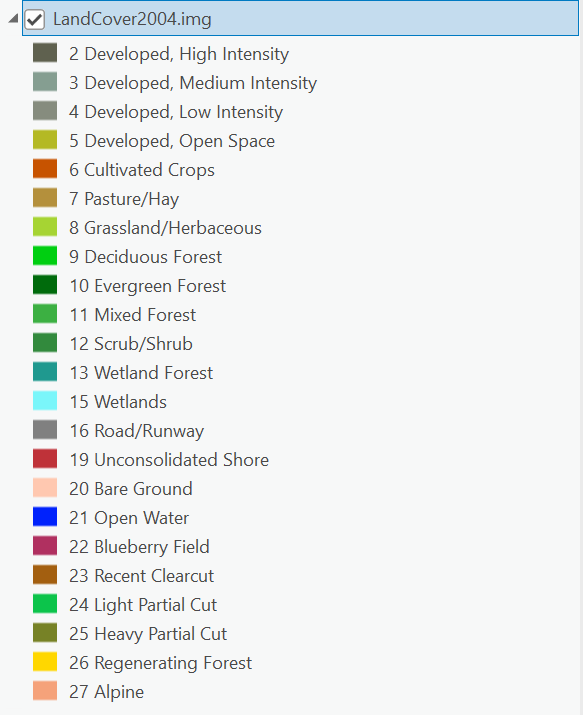 LandCover2004.img
2 Developed, High Intensity
3 Developed, Medium Intensity
4 Developed, Low Intensity
5 Developed, Open Space
6 Cultivated Crops
7 Pasture/Hay
8 Grassland/Herbaceous
9 Deciduous Forest
10 Evergreen Forest
11 Mixed Forest
12 Scrub/Shrub
13 Wetland Forest
15 Wetlands
16 Road/Runway
19 Unconsolidated Shore
20 Bare Ground
21 Open Water
22 Blueberry Field
23 Recent Clearcut
24 Light Partial Cut
25 Heavy Partial Cut
26 Regenerating Forest
27 Alpine